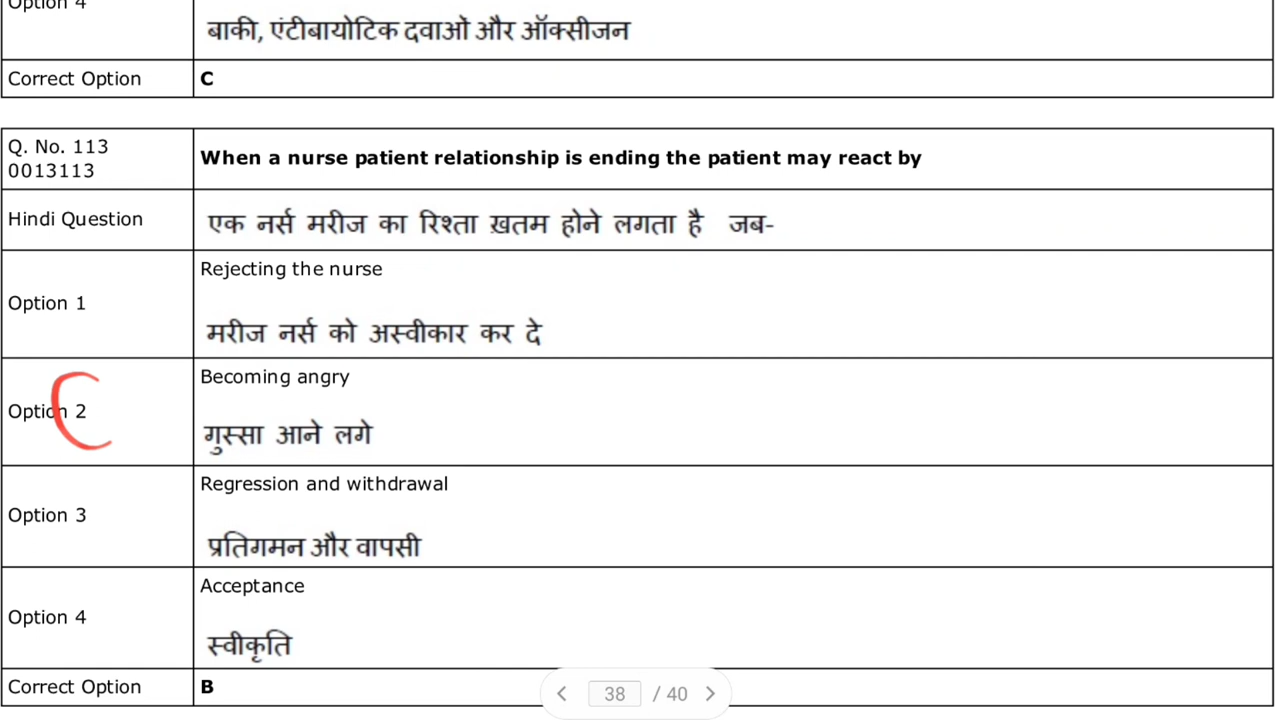 Option 4
बाकी, एंटीबायोटिक दवाओं और ऑक्सीजन
Correct Option C
Q. No. 113
0013113
When a nurse patient relationship is ending the patient may react by
Hindi Question
एक नर्स मरीज का रिश्ता ख़तम होने लगता है जब-
Option 1
Rejecting the nurse
मरीज नर्स को अस्वीकार कर दे
Option 2
Becoming angry
गुस्सा आने लगे
Option 3
Regression and withdrawal
प्रतिगमन और वापसी
Option 4
Acceptance
स्वीकृति
Correct Option B
38 / 40